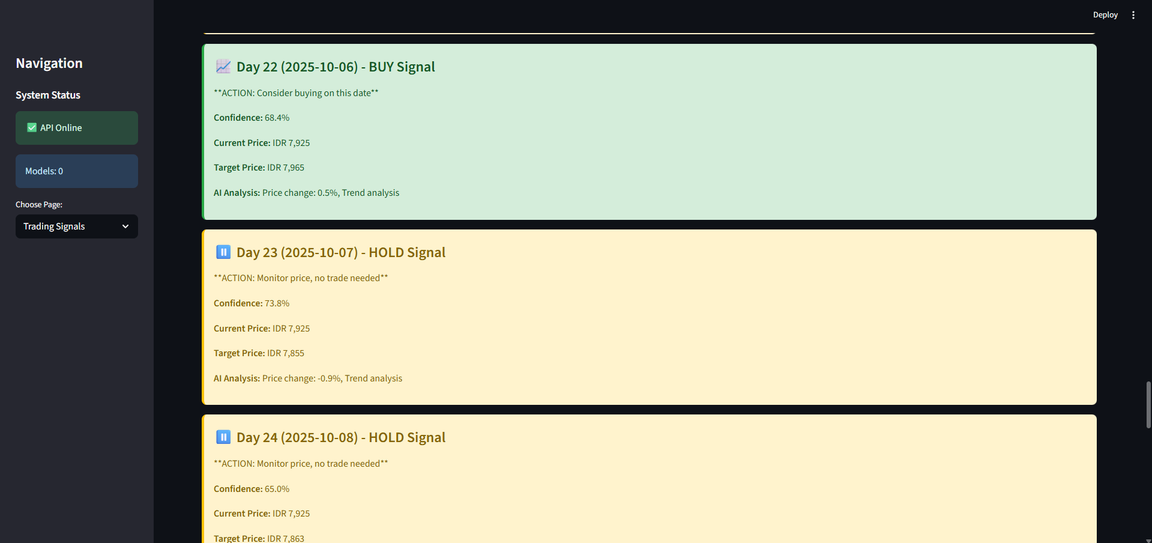 Deploy
Navigation
System Status
✅ API Online
Models: 0
Choose Page:
Trading Signals
📈 Day 22 (2025-10-06) - BUY Signal
**ACTION: Consider buying on this date**
Confidence: 68.4%
Current Price: IDR 7,925
Target Price: IDR 7,965
AI Analysis: Price change: 0.5%, Trend analysis
⏸️ Day 23 (2025-10-07) - HOLD Signal
**ACTION: Monitor price, no trade needed**
Confidence: 73.8%
Current Price: IDR 7,925
Target Price: IDR 7,855
AI Analysis: Price change: -0.9%, Trend analysis
⏸️ Day 24 (2025-10-08) - HOLD Signal
**ACTION: Monitor price, no trade needed**
Confidence: 65.0%
Current Price: IDR 7,925
Target Price: IDR 7,863